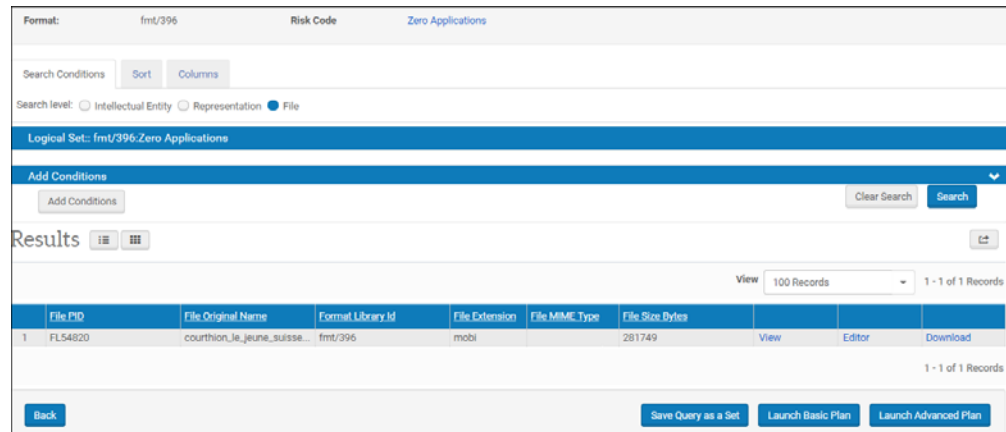 Format: fmt/396 Risk Code Zero Applications
Search Conditions Sort Columns
Search level: Intellectual Entity Representation File
Logical Set:: fmt/396:Zero Applications
Add Conditions
Add Conditions Clear Search Search
Results
View 100 Records 1 - 1 of 1 Records
File PID File Original Name Format Library Id File Extension File MIME Type File Size Bytes
1 FL54820 courthion_le_jeune_suisse... fmt/396 mobi 281749 View Editor Download
1 - 1 of 1 Records
Back Save Query as a Set Launch Basic Plan Launch Advanced Plan